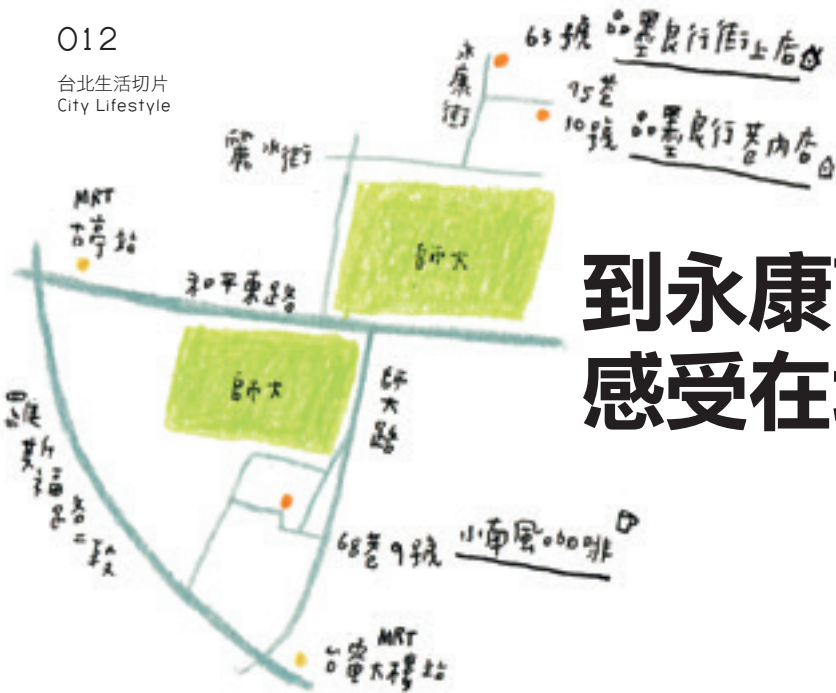 012
台北生活切片
City Lifestyle
63號 品墨良行街上店
永康街
75巷
10號 品墨良行巷內店
麗水街
MRT
古亭站
師大
和平東路
到永康
感受在
師大
師大路
羅斯福路二段
68巷9號 小南風
MRT
台電大樓站